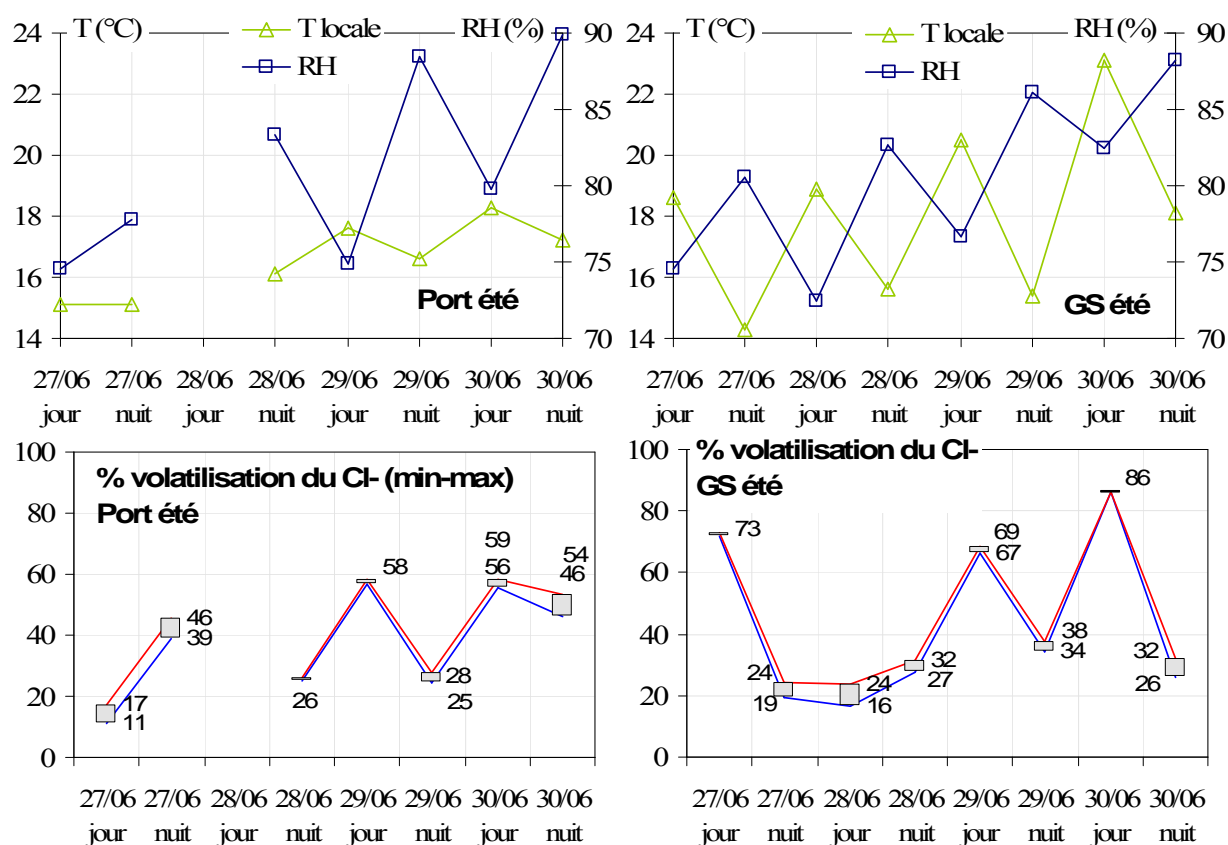 T (°C)
T locale
RH (%)
RH
24
22
20
18
16
14
90
85
80
75
70
Port été
27/06 27/06 28/06 28/06 29/06 29/06 30/06 30/06
jour nuit jour nuit jour nuit jour nuit
T (°C)
T locale
RH (%)
RH
24
22
20
18
16
14
90
85
80
75
70
GS été
27/06 27/06 28/06 28/06 29/06 29/06 30/06 30/06
jour nuit jour nuit jour nuit jour nuit
% volatilisation du Cl- (min-max)
Port été
100
80
60
40
20
0
17
11
46
39
26
58
28
25
59
56
54
46
27/06 27/06 28/06 28/06 29/06 29/06 30/06 30/06
jour nuit jour nuit jour nuit jour nuit
% volatilisation du Cl-
GS été
100
80
60
40
20
0
73
24
19
24
16
32
27
69
67
38
34
86
32
26
27/06 27/06 28/06 28/06 29/06 29/06 30/06 30/06
jour nuit jour nuit jour nuit jour nuit